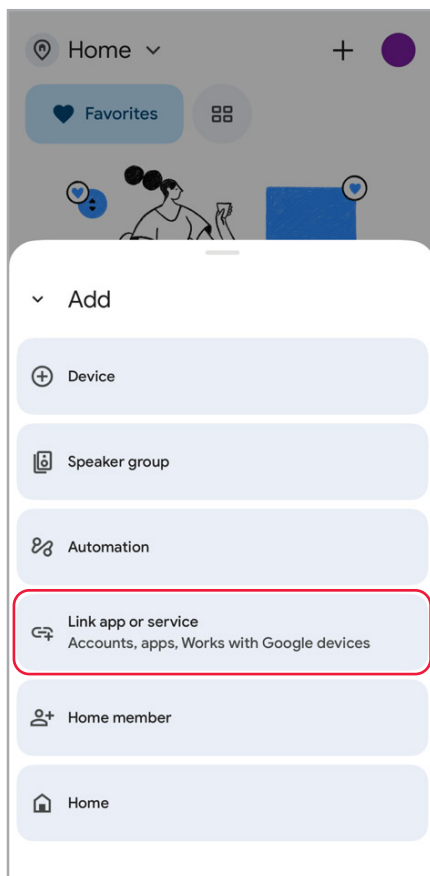 Home
Favorites
Add
Device
Speaker group
Automation
Link app or service
Accounts, apps, Works with Google devices
Home member
Home